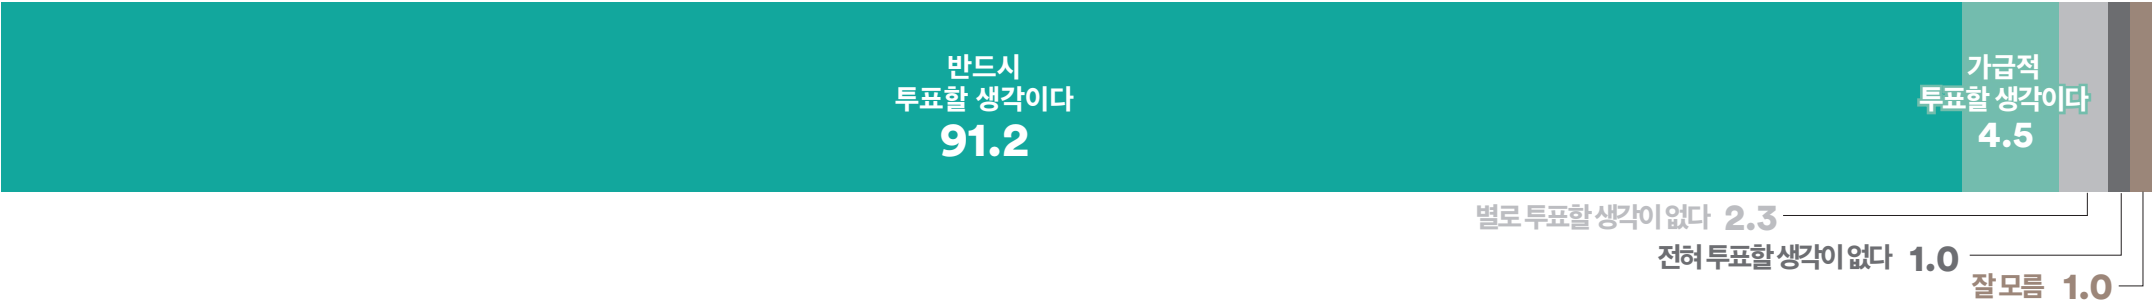 반드시
투표할 생각이다
91.2
가급적
투표할 생각이다
4.5
별로 투표할 생각이 없다 2.3
전혀 투표할 생각이 없다 1.0
잘 모름 1.0